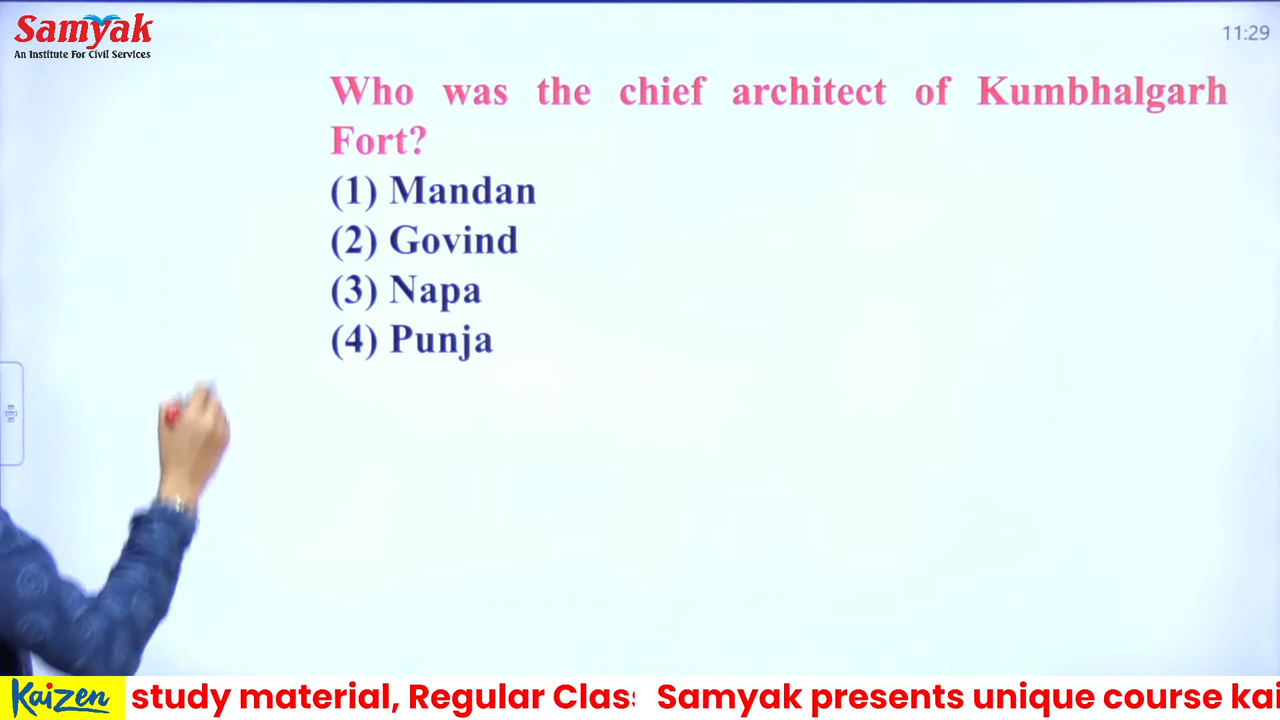 Samyak
An Institute For Civil Services
11:29
Who was the chief architect of Kumbhalgarh
Fort?
(1) Mandan
(2) Govind
(3) Napa
(4) Punja
Kaizen
study material, Regular Clas
Samyak presents unique course kai